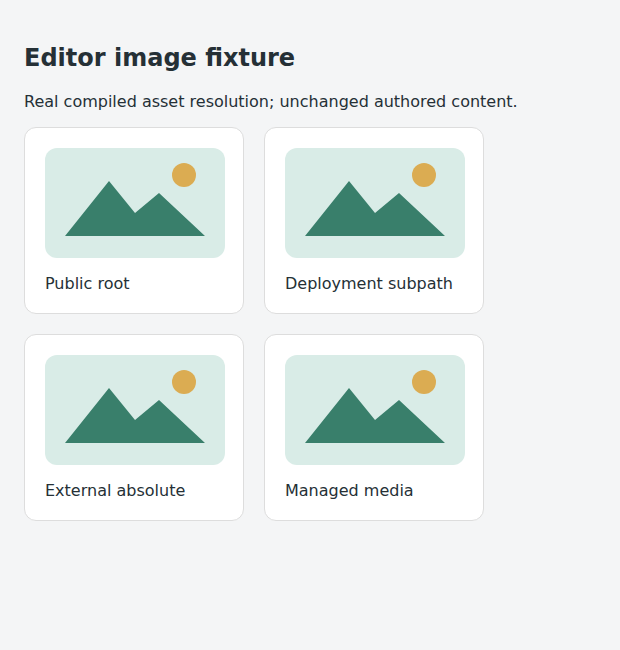 Editor image fixture
Real compiled asset resolution; unchanged authored content.
Public root
Deployment subpath
External absolute
Managed media